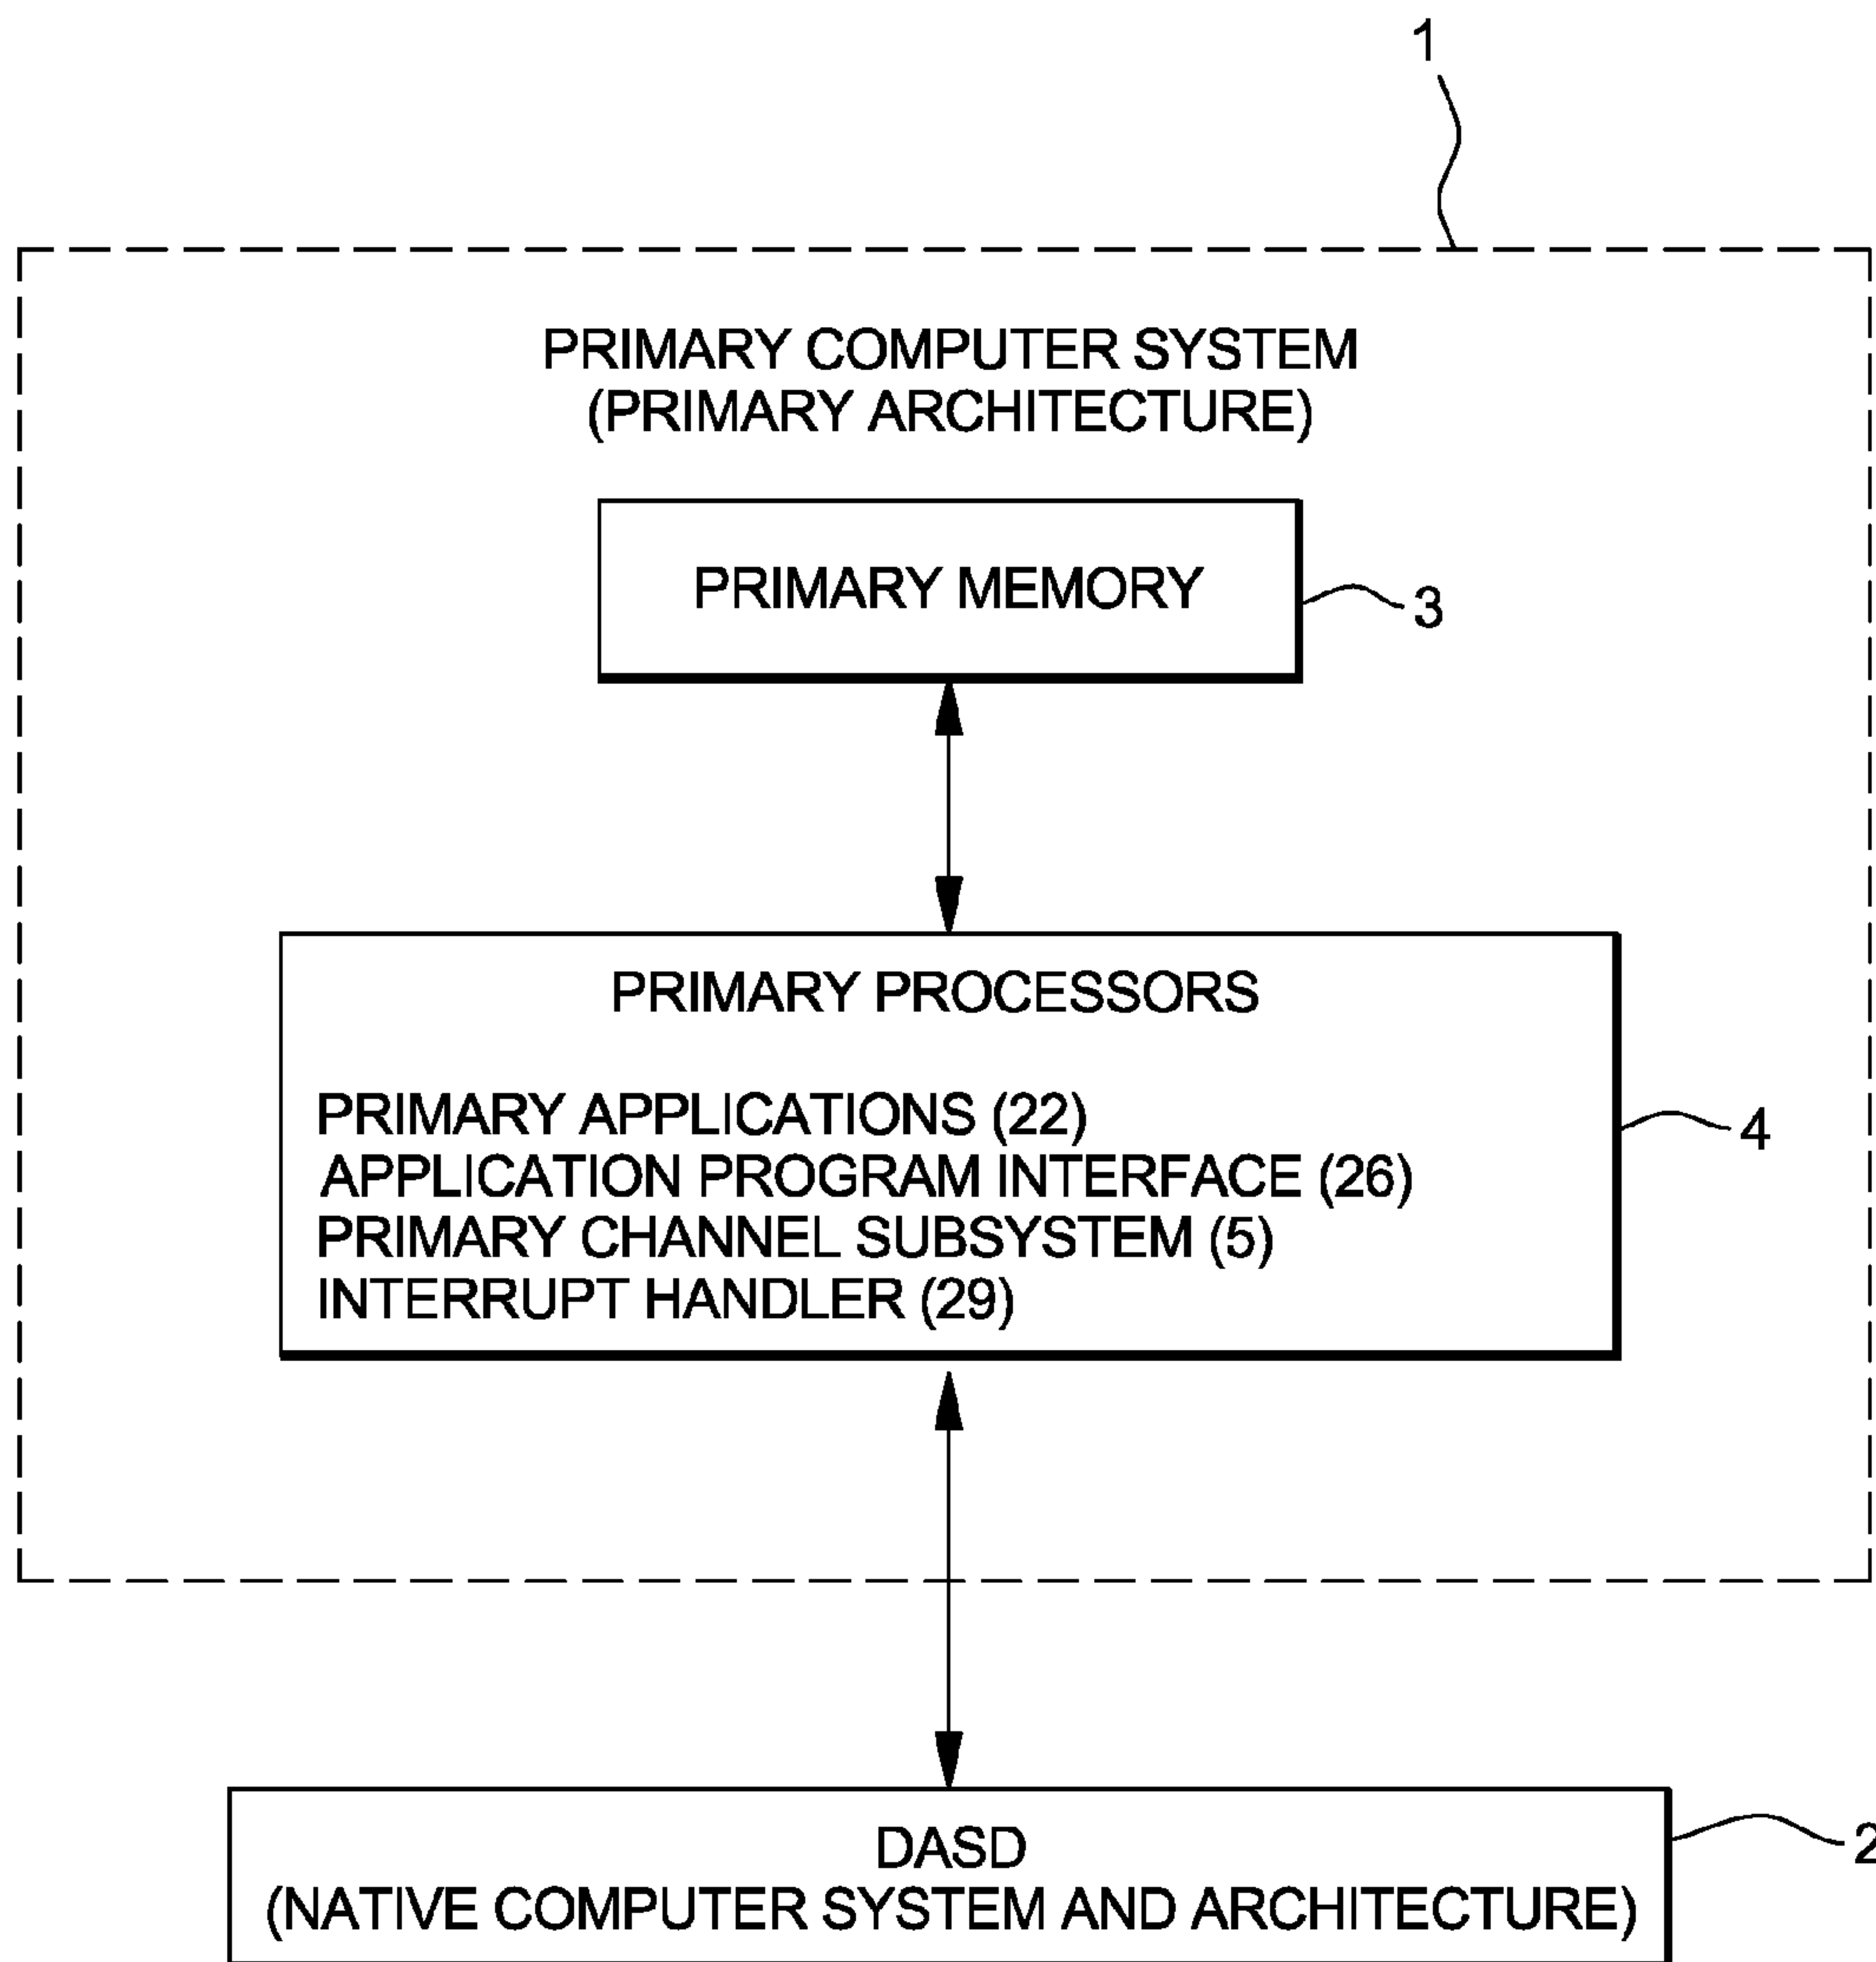 1
PRIMARY COMPUTER SYSTEM
(PRIMARY ARCHITECTURE)
PRIMARY MEMORY
3
PRIMARY PROCESSORS
PRIMARY APPLICATIONS (22)
4
APPLICATION PROGRAM INTERFACE (26)
PRIMARY CHANNEL SUBSYSTEM (5)
INTERRUPT HANDLER (29)
DASD
2
(NATIVE COMPUTER SYSTEM AND ARCHITECTURE)